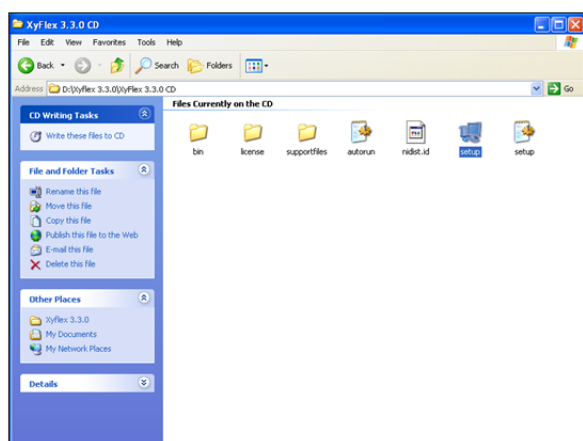 XyFlex 3.3.0 CD
File Edit View Favorites Tools Help
Back Search Folders
Address D:\Xyflex 3.3.0\XyFlex 3.3.0 CD Go
Files Currently on the CD
CD Writing Tasks
Write these files to CD
bin license supportfiles autorun nidist.id setup setup
File and Folder Tasks
Rename this file
Move this file
Copy this file
Publish this file to the Web
E-mail this file
Delete this file
Other Places
Xyflex 3.3.0
My Documents
My Network Places
Details